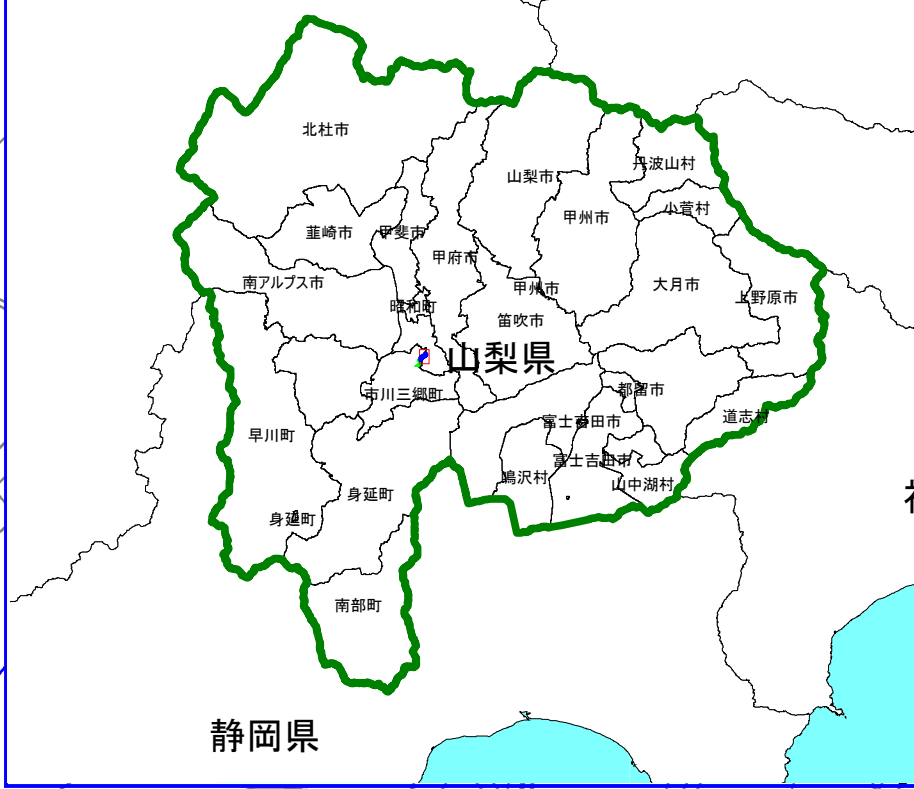 北杜市
丹波山村
山梨市
小菅村
甲州市
韮崎市
甲斐市
甲府市
南アルプス市
大月市
甲州市
上野原市
昭和町
笛吹市
山梨県
都留市
市川三郷町
道志村
富士吉田市
早川町
富士吉田市
鳴沢村
山中湖村
身延町
身延町
南部町
静岡県